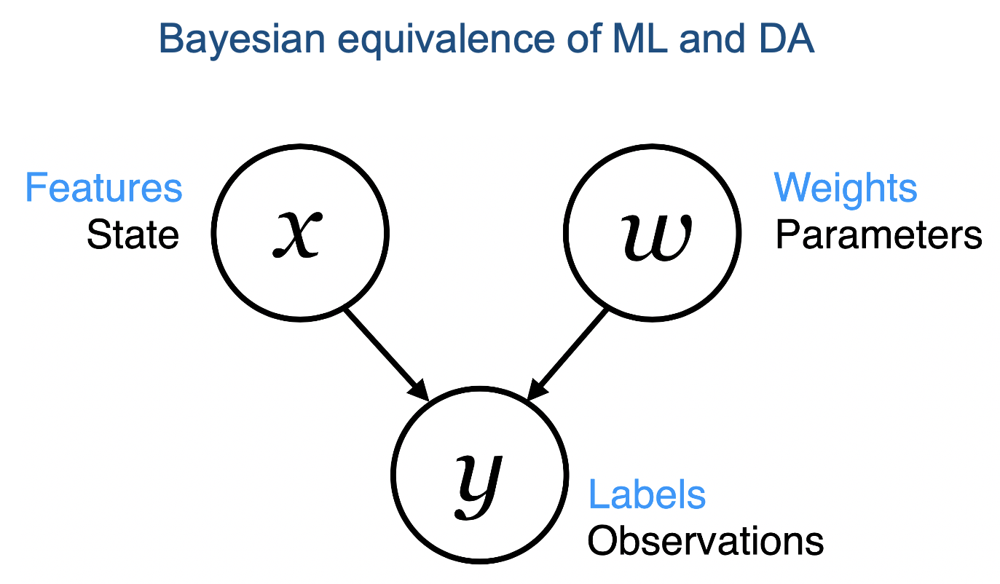 Bayesian equivalence of ML and DA
Features
State
x
w
Weights
Parameters
y
Labels
Observations